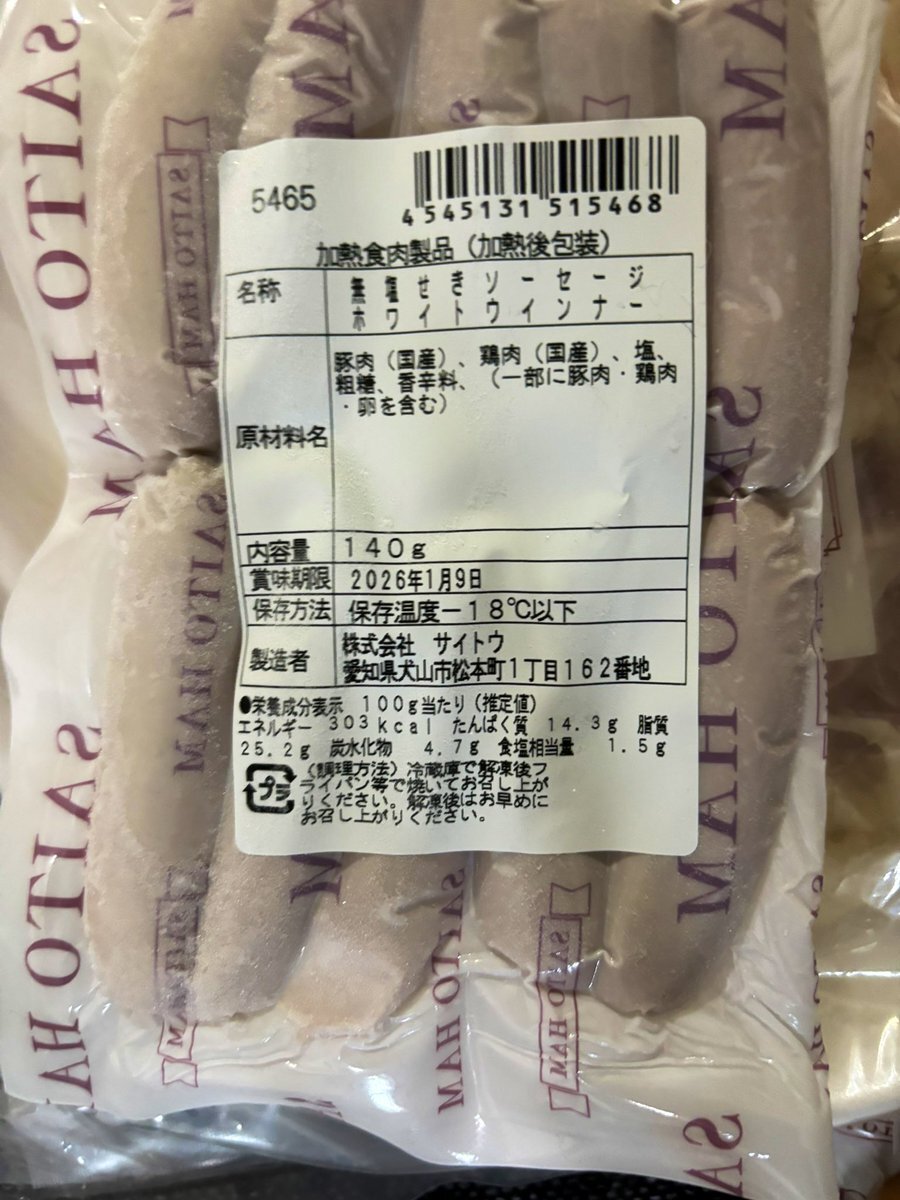 5465
4 545131 515468
加熱食肉製品（加熱後包装）
名称
無塩せきソーセージ
ホワイトウインナー
原材料名
豚肉（国産）、鶏肉（国産）、塩、
粗糖、香辛料、（一部に豚肉・鶏肉
・卵を含む）
内容量 140g
賞味期限 2026年1月9日
保存方法 保存温度－18℃以下
製造者
株式会社 サイトウ
愛知県犬山市松本町1丁目162番地
●栄養成分表示 100g当たり（推定値）
エネルギー 303kcal たんぱく質 14.3g 脂質
25.2g 炭水化物 4.7g 食塩相当量 1.5g
プラ
（調理方法）冷蔵庫で解凍後フ
ライパン等で焼いてお召し上が
りください。解凍後はお早めに
お召し上がりください。
SAITO HAM
SAITO HAM
SAITO HAM
SAITO HAM
SAITO HAM
SAITO HAM
SAITO HAM